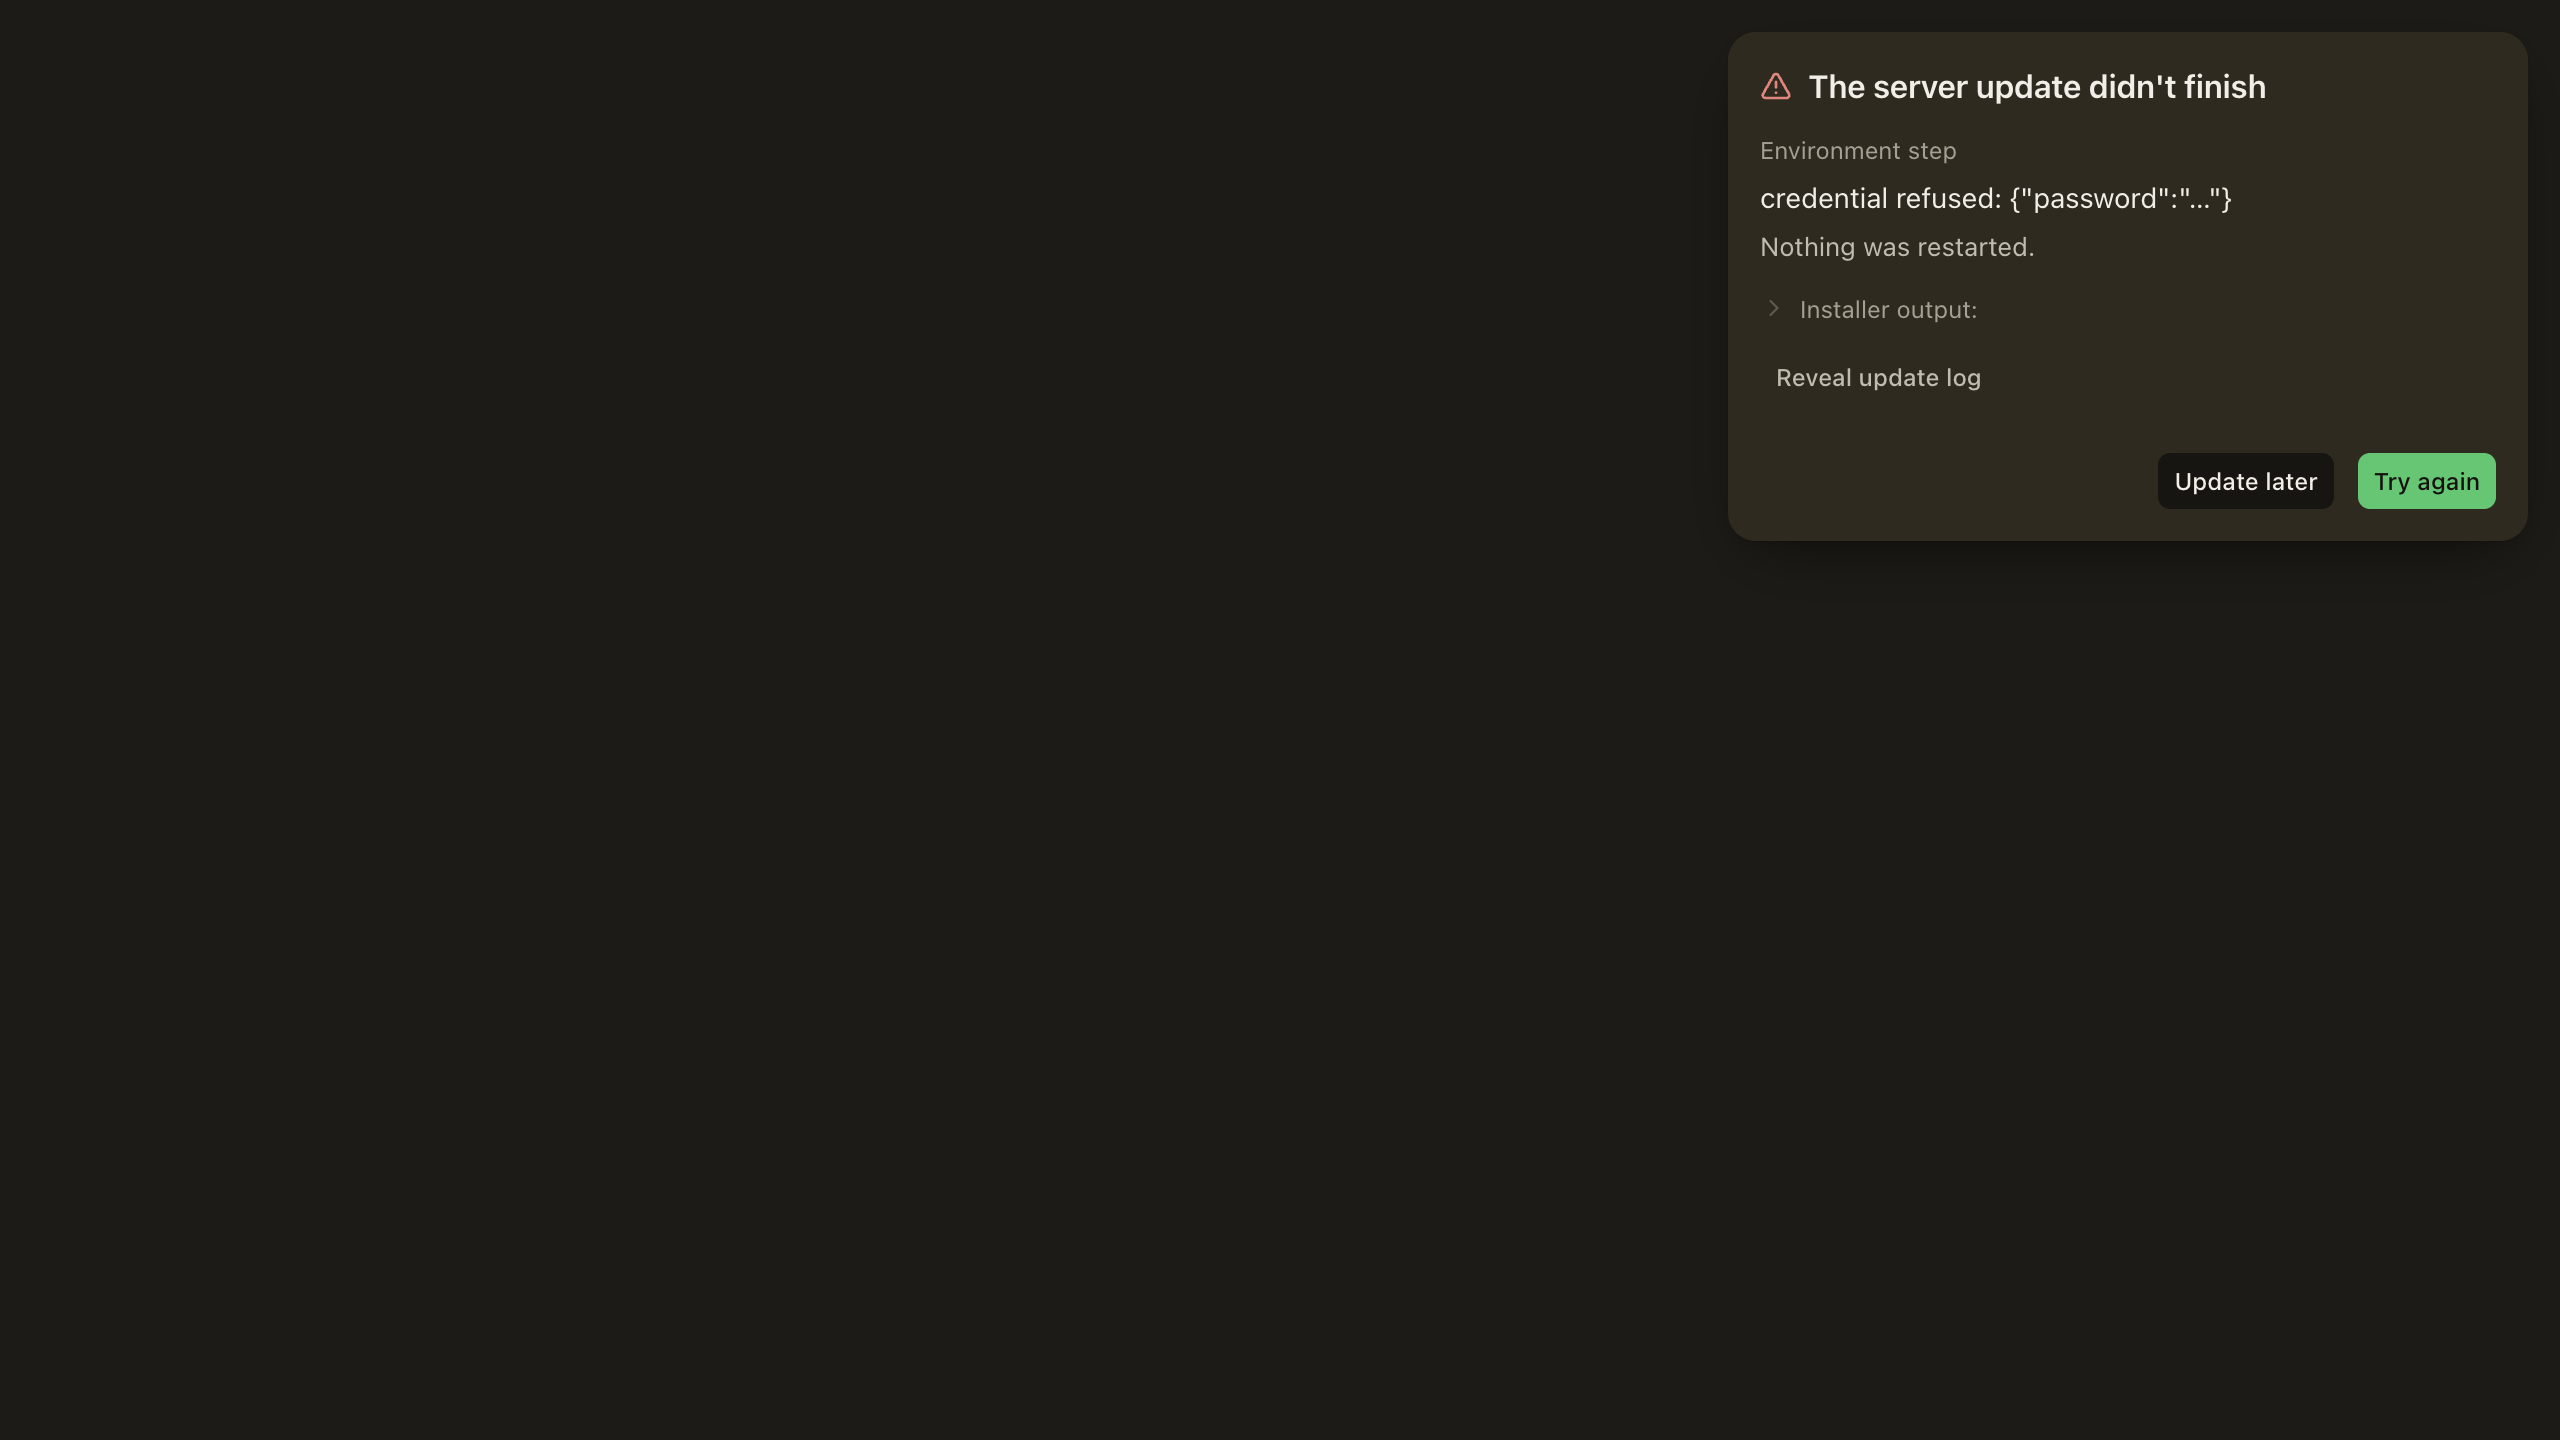 The server update didn't finish
Environment step
credential refused: {"password":"…"}
Nothing was restarted.
Installer output:
Reveal update log
Update later
Try again